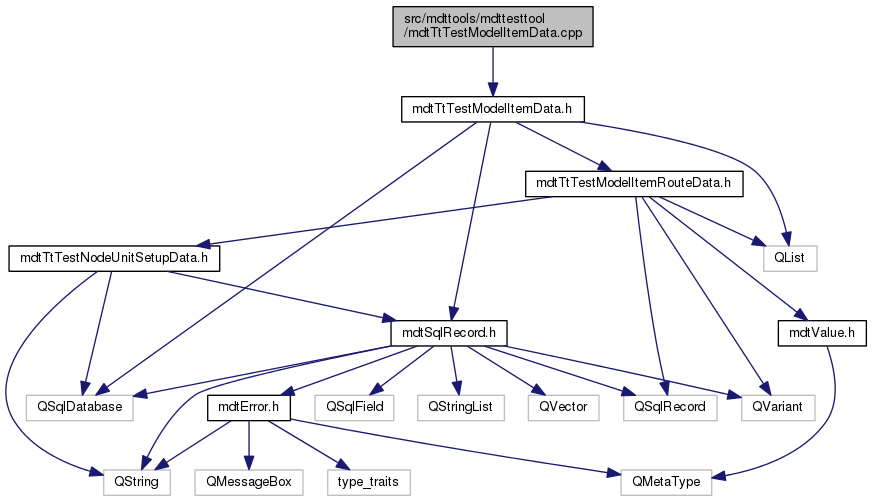 src/mdttools/mdttesttool
/mdtTtTestModelItemData.cpp
mdtTtTestModelItemData.h
mdtTtTestModelItemRouteData.h
mdtTtTestNodeUnitSetupData.h
QList
mdtSqlRecord.h
mdtValue.h
QSqlDatabase
mdtError.h
QSqlField
QStringList
QVector
QSqlRecord
QVariant
QString
QMessageBox
type_traits
QMetaType